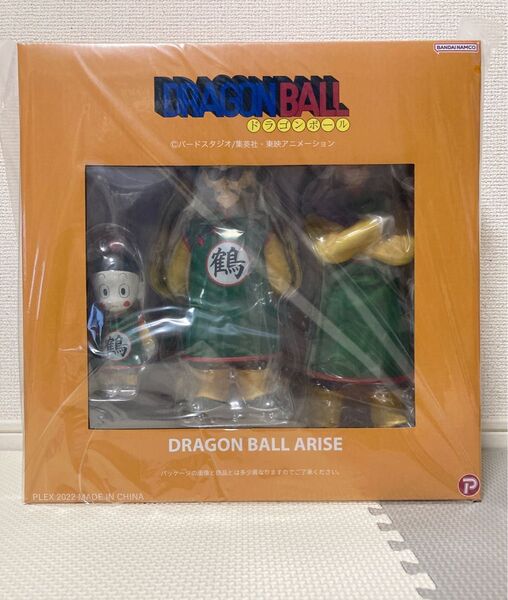 BANDAI NAMCO
DRAGON BALL
ドラゴンボール
©バードスタジオ/集英社・東映アニメーション
鶴
鶴
DRAGON BALL ARISE
パッケージの画像と商品とは多少異なりますのでご了承ください。
PLEX 2022 MADE IN CHINA
P